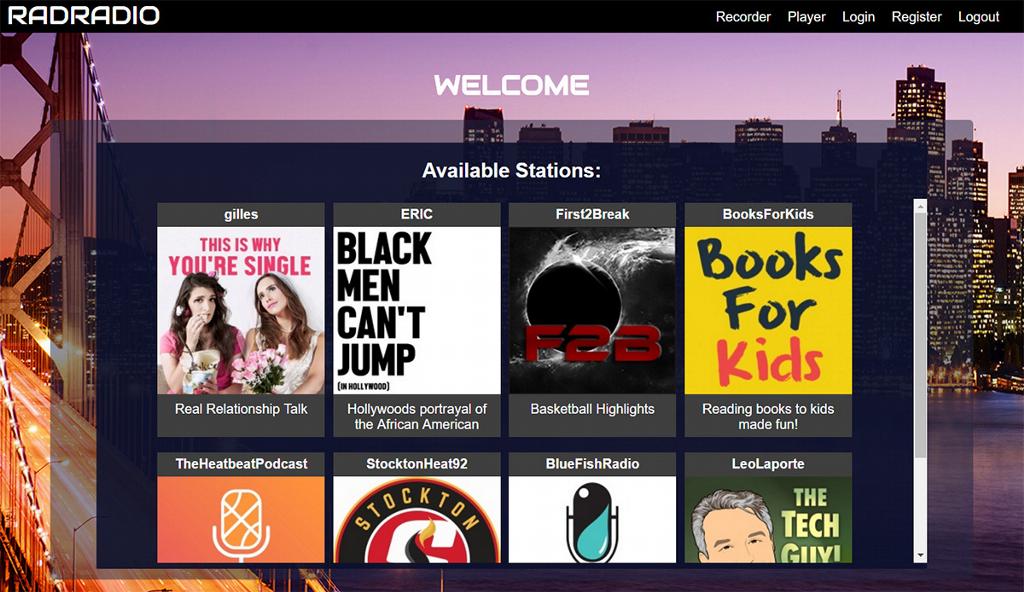 RADRADIO
Recorder Player Login Register Logout
WELCOME
Available Stations:
gilles
THIS IS WHY
YOU'RE SINGLE
Real Relationship Talk
ERIC
BLACK
MEN
CAN'T
JUMP
(IN HOLLYWOOD)
Hollywoods portrayal of
the African American
First2Break
F2B
Basketball Highlights
BooksForKids
Books
For
Kids
Reading books to kids
made fun!
TheHeatbeatPodcast
StocktonHeat92
STOCKTON
BlueFishRadio
LeoLaporte
THE
TECH
GUY!